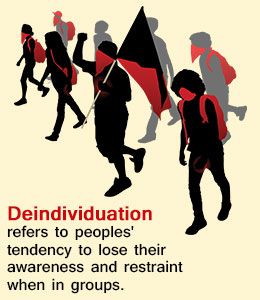 Deindividuation
refers to peoples'
tendency to lose their
awareness and restraint
when in groups.